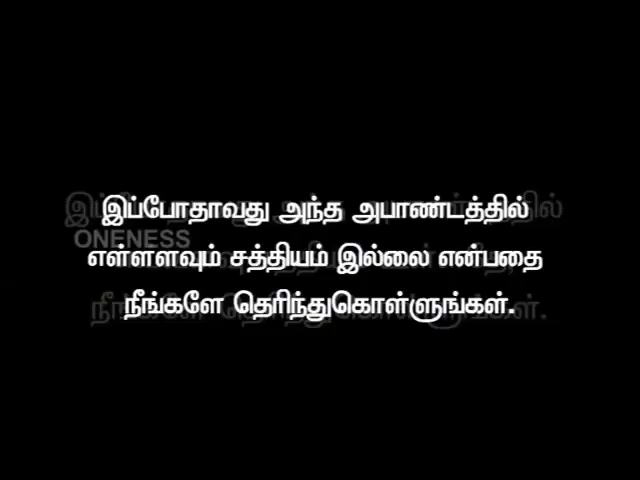 இப்போதாவது அந்த அபாண்டத்தில்
ONENESS
எள்ளளவும் சத்தியம் இல்லை என்பதை
நீங்களே தெரிந்துகொள்ளுங்கள்.